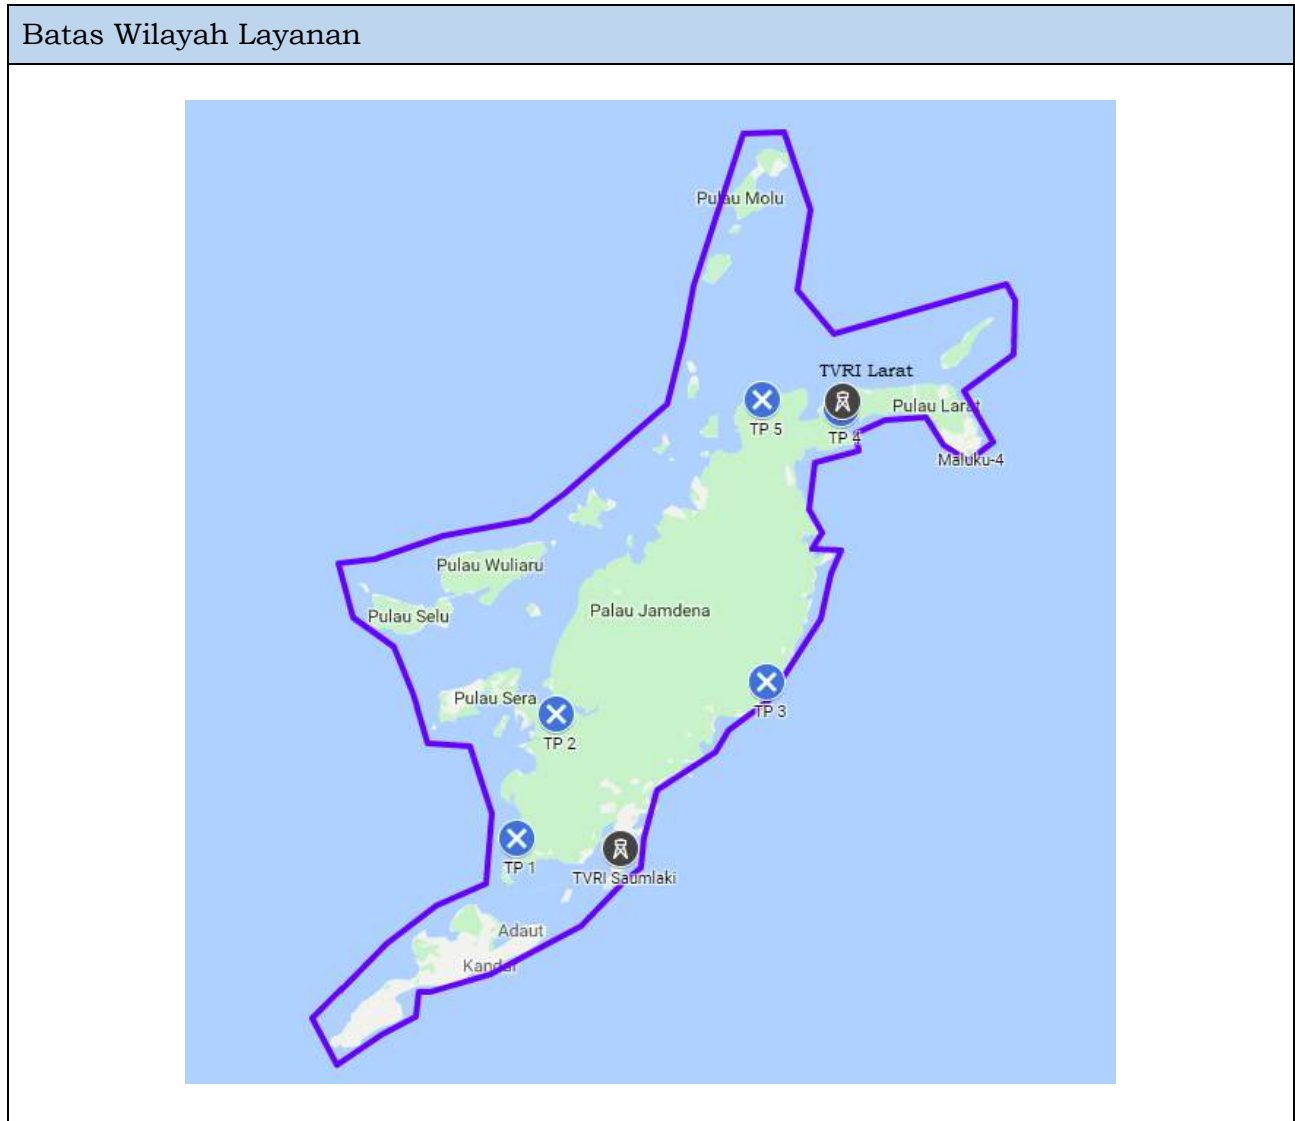 Batas Wilayah Layanan
Pulau Molu
TVRI Larat
Pulau Larat
TP 5
TP 4
Maluku-4
Pulau Wuliaru
Pulau Selu
Palau Jamdena
Pulau Sera
TP 3
TP 2
TP 1
TVRI Saumlaki
Adaut
Kandar